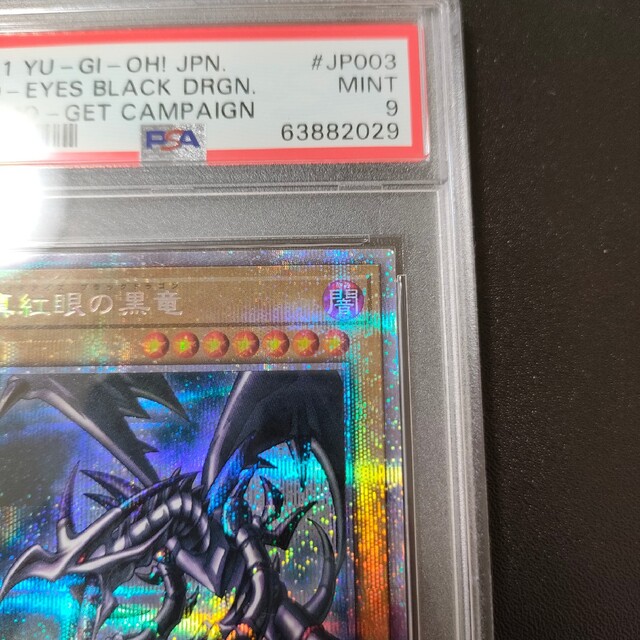 1 YU-GI-OH! JPN. #JP003
-EYES BLACK DRGN. MINT
-GET CAMPAIGN 9
PSA 63882029
真紅眼の黒竜 闇